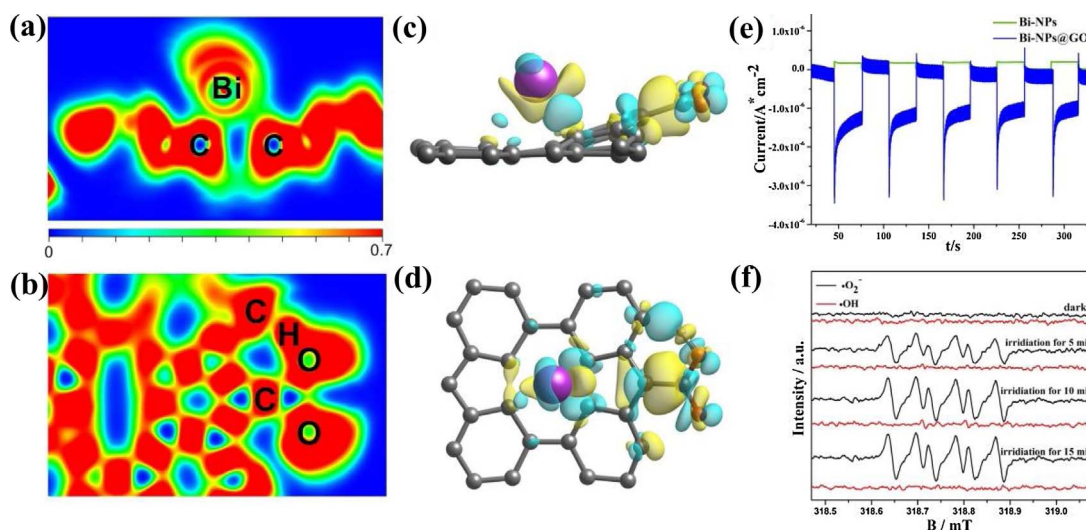 (a)
Bi
C
C
0
0.7
(b)
C
H
O
C
O
(c)
(d)
(e)
Bi-NPs
Bi-NPs@GO
Current/A*cm⁻²
1.0x10⁻⁶
0.0
-1.0x10⁻⁶
-2.0x10⁻⁶
-3.0x10⁻⁶
-4.0x10⁻⁶
50 100 150 200 250 300
t/s
(f)
•O₂⁻
•OH
dark
irridiation for 5 mi
irridiation for 10 mi
irridiation for 15 mi
Intensity / a.u.
318.5 318.6 318.7 318.8 318.9 319.0
B / mT